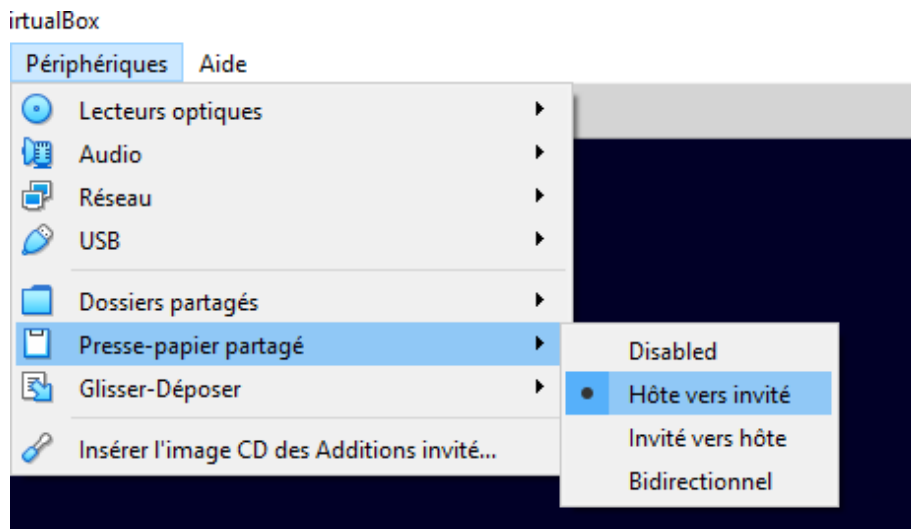 irtualBox
Périphériques Aide
Lecteurs optiques
Audio
Réseau
USB
Dossiers partagés
Presse-papier partagé
Glisser-Déposer
Insérer l'image CD des Additions invité...
Disabled
Hôte vers invité
Invité vers hôte
Bidirectionnel